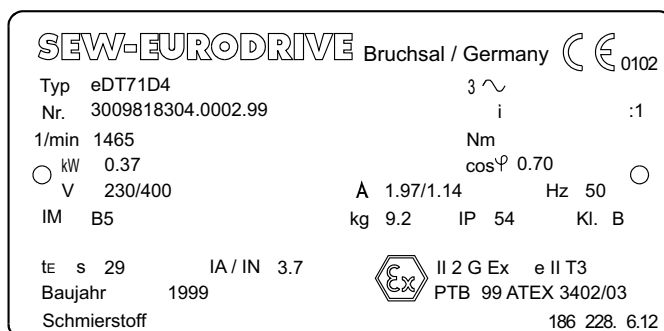 SEW-EURODRIVE Bruchsal / Germany CE 0102
Typ eDT71D4 3 ~
Nr. 3009818304.0002.99 i :1
1/min 1465 Nm
kW 0.37 cosφ 0.70
V 230/400 A 1.97/1.14 Hz 50
IM B5 kg 9.2 IP 54 Kl. B
tE s 29 IA / IN 3.7 Ex II 2 G Ex e II T3
Baujahr 1999 PTB 99 ATEX 3402/03
Schmierstoff 186 228. 6.12